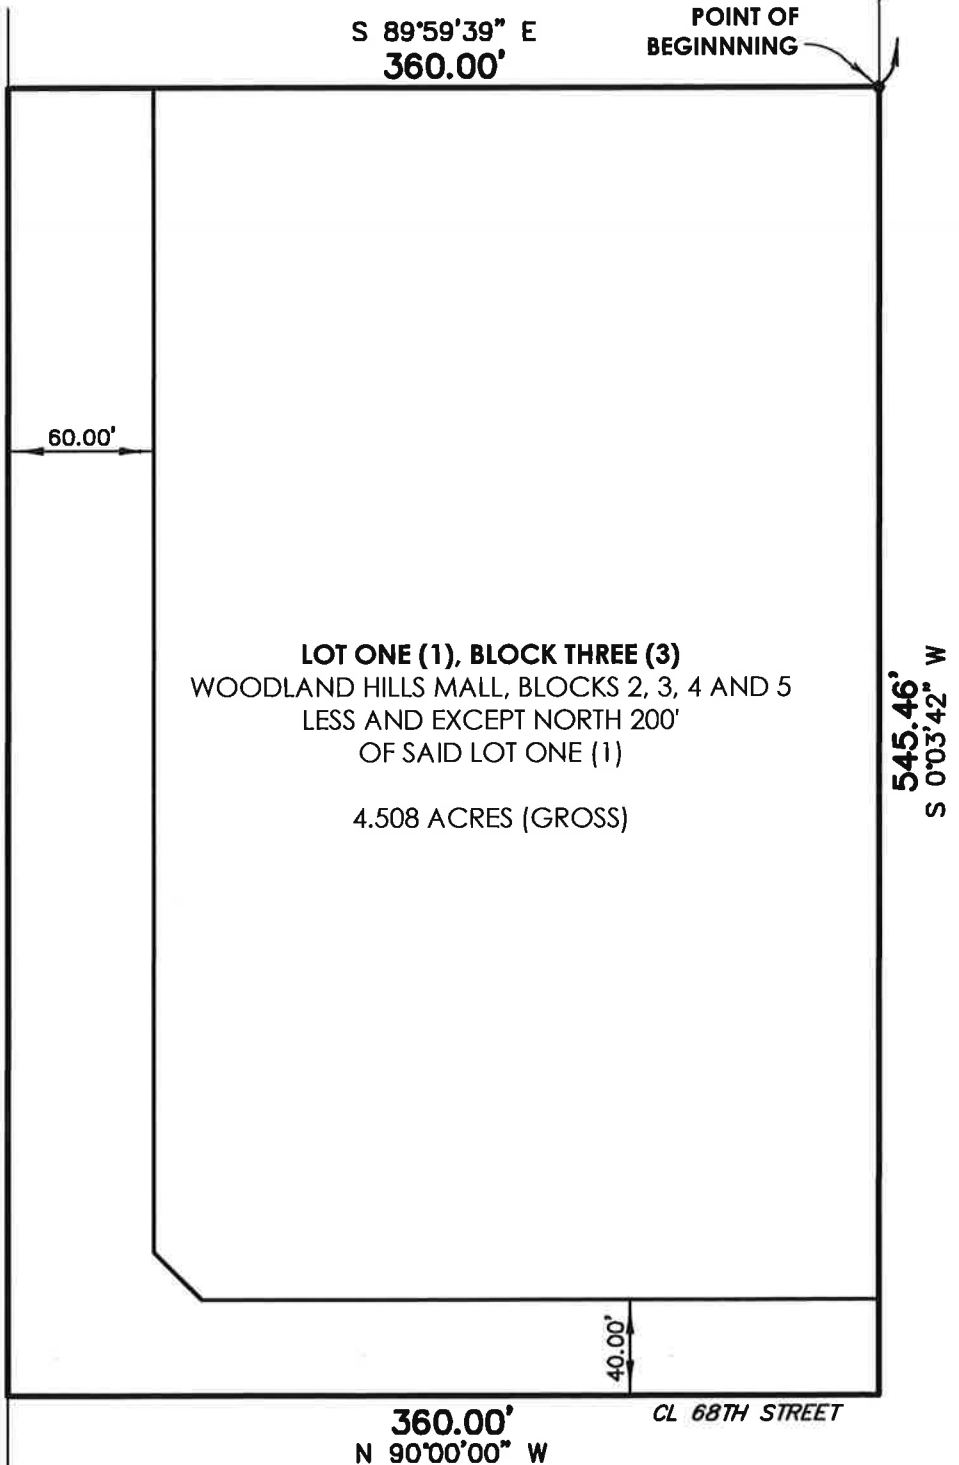 S 89°59'39" E
360.00'
POINT OF
BEGINNNING
60.00'
LOT ONE (1), BLOCK THREE (3)
WOODLAND HILLS MALL, BLOCKS 2, 3, 4 AND 5
LESS AND EXCEPT NORTH 200'
OF SAID LOT ONE (1)
4.508 ACRES (GROSS)
545.46'
S 0°03'42" W
40.00'
CL 68TH STREET
360.00'
N 90°00'00" W